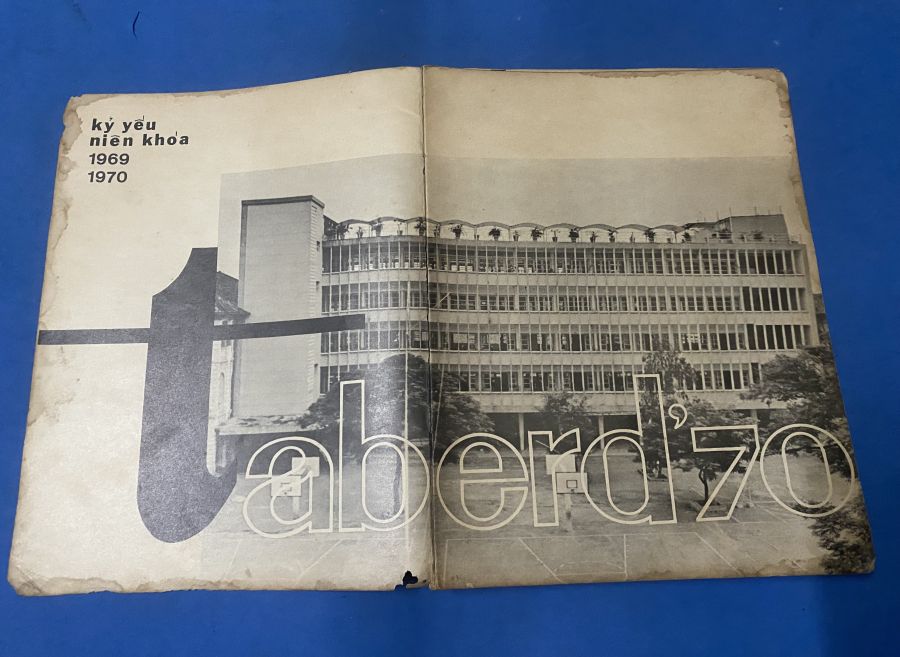 kỷ yếu
niên khóa
1969
1970
taberd'70